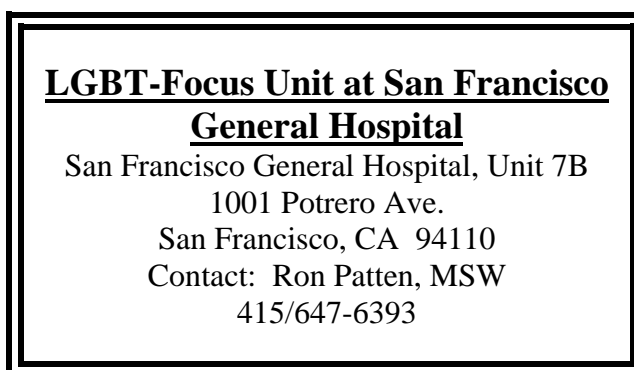 LGBT-Focus Unit at San Francisco
General Hospital
San Francisco General Hospital, Unit 7B
1001 Potrero Ave.
San Francisco, CA  94110
Contact:  Ron Patten, MSW
415/647-6393